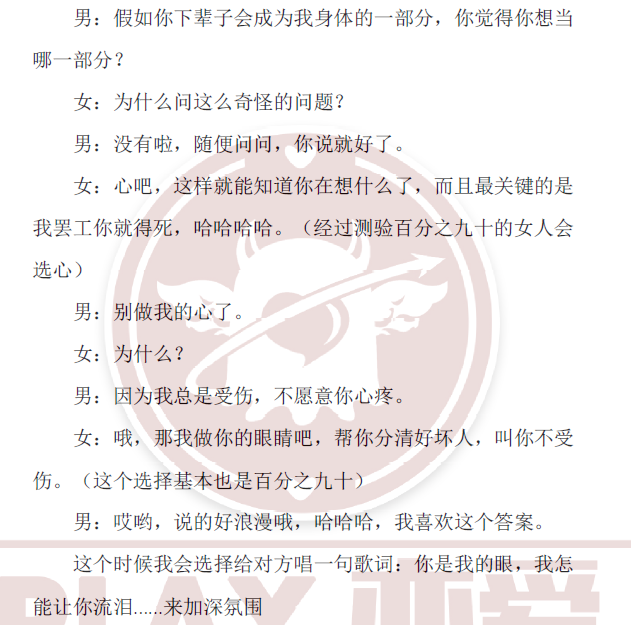 男：假如你下辈子会成为我身体的一部分，你觉得你想当
哪一部分？
女：为什么问这么奇怪的问题？
男：没有啦，随便问问，你说就好了。
女：心吧，这样就能知道你在想什么了，而且最关键的是
我罢工你就得死，哈哈哈哈。（经过测验百分之九十的女人会
选心）
男：别做我的心了。
女：为什么？
男：因为我总是受伤，不愿意你心疼。
女：哦，那我做你的眼睛吧，帮你分清好坏人，叫你不受
伤。（这个选择基本也是百分之九十）
男：哎哟，说的好浪漫哦，哈哈哈，我喜欢这个答案。
这个时候我会选择给对方唱一句歌词：你是我的眼，我怎
能让你流泪......来加深氛围
PLAY 恋爱